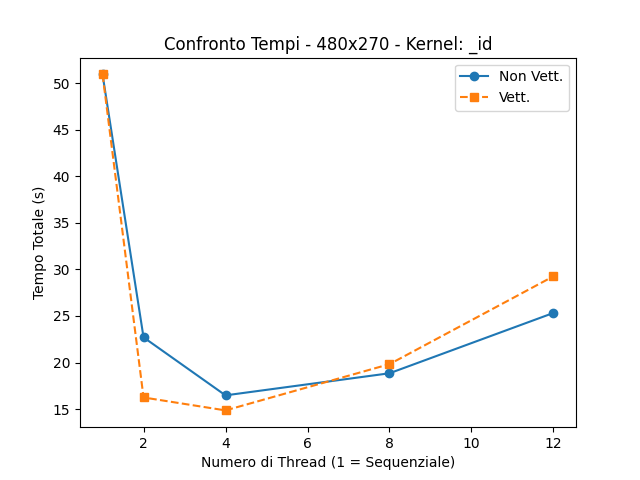 Confronto Tempi - 480x270 - Kernel: _id
Non Vett.
Vett.
50
45
40
35
30
25
20
15
Tempo Totale (s)
2
4
6
8
10
12
Numero di Thread (1 = Sequenziale)